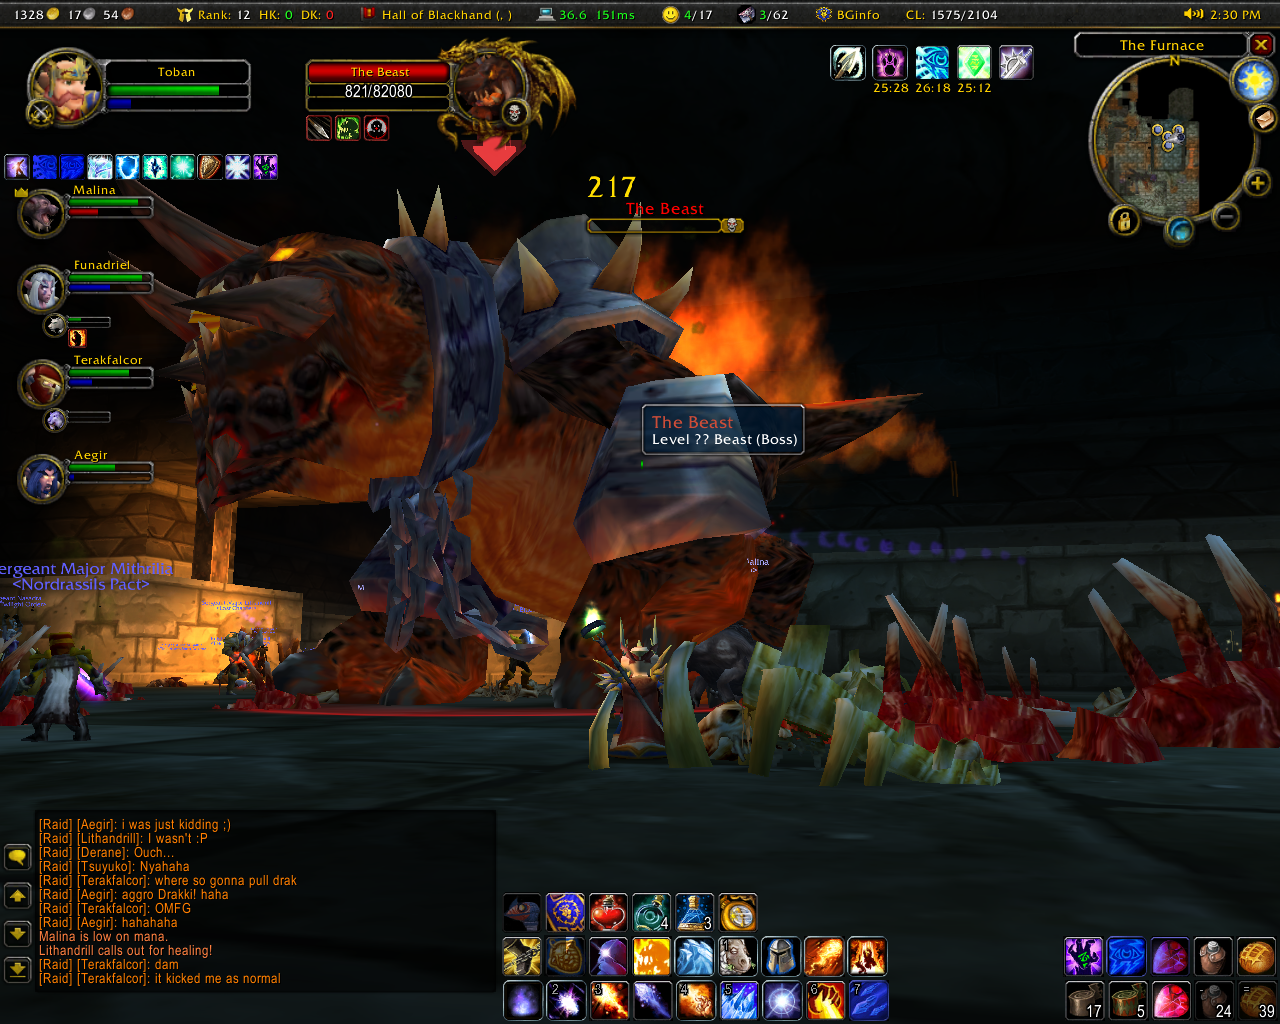 1328 17 54 Rank: 12 HK: 0 DK: 0 Hall of Blackhand (, ) 36.6 151ms 4/17 3/62 BGinfo CL: 1575/2104 2:30 PM
Toban
The Beast
821/82080
25:28 26:18 25:12
The Furnace
N
Malina
217
The Beast
Funadriel
Terakfalcor
The Beast
Level ?? Beast (Boss)
Aegir
ergeant Major
<Nordrassils Pact>
[Raid] [Aegir]: i was just kidding ;)
[Raid] [Lithandrill]: I wasn't :P
[Raid] [Derane]: Ouch...
[Raid] [Tsuyuko]: Nyahaha
[Raid] [Terakfalcor]: where so gonna pull drak
[Raid] [Aegir]: aggro Drakki! haha
[Raid] [Terakfalcor]: OMFG
[Raid] [Aegir]: hahahaha
Malina is low on mana.
Lithandrill calls out for healing!
[Raid] [Terakfalcor]: dam
[Raid] [Terakfalcor]: it kicked me as normal
4 3
1
2 3 4 5 6 7
17 5 24 = 39